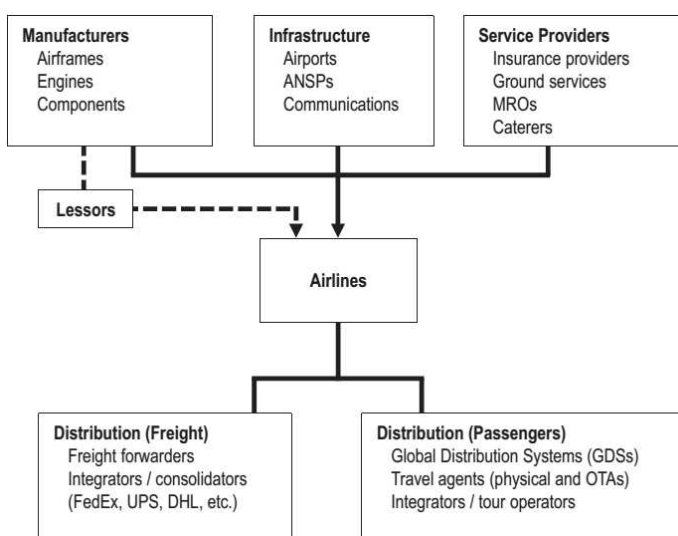 Manufacturers
Airframes
Engines
Components
Infrastructure
Airports
ANSPs
Communications
Service Providers
Insurance providers
Ground services
MROs
Caterers
Lessors
Airlines
Distribution (Freight)
Freight forwarders
Integrators / consolidators
(FedEx, UPS, DHL, etc.)
Distribution (Passengers)
Global Distribution Systems (GDSs)
Travel agents (physical and OTAs)
Integrators / tour operators